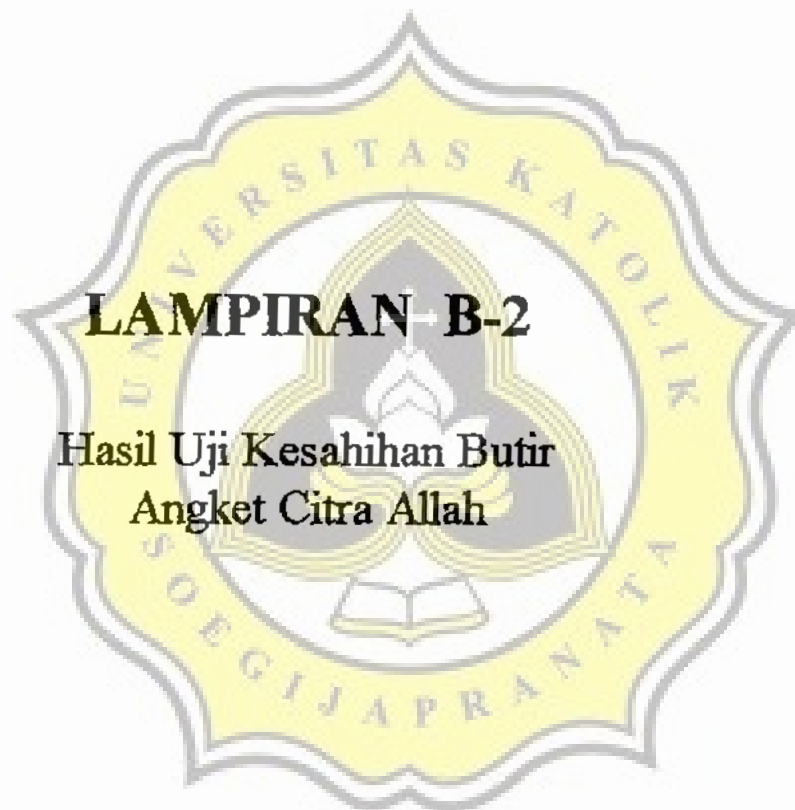 UNIVERSITAS KATOLIK
LAMPIRAN B-2
Hasil Uji Kesahihan Butir
Angket Citra Allah
SOEGIJAPRANATA